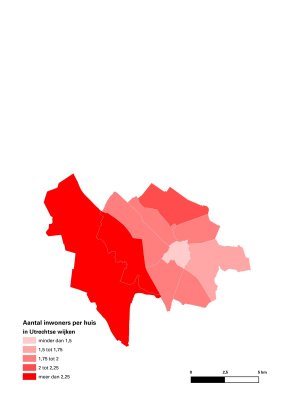 Aantal inwoners per huis
in Utrechtse wijken
minder dan 1,5
1,5 tot 1,75
1,75 tot 2
2 tot 2,25
meer dan 2,25
0 2,5 5 km